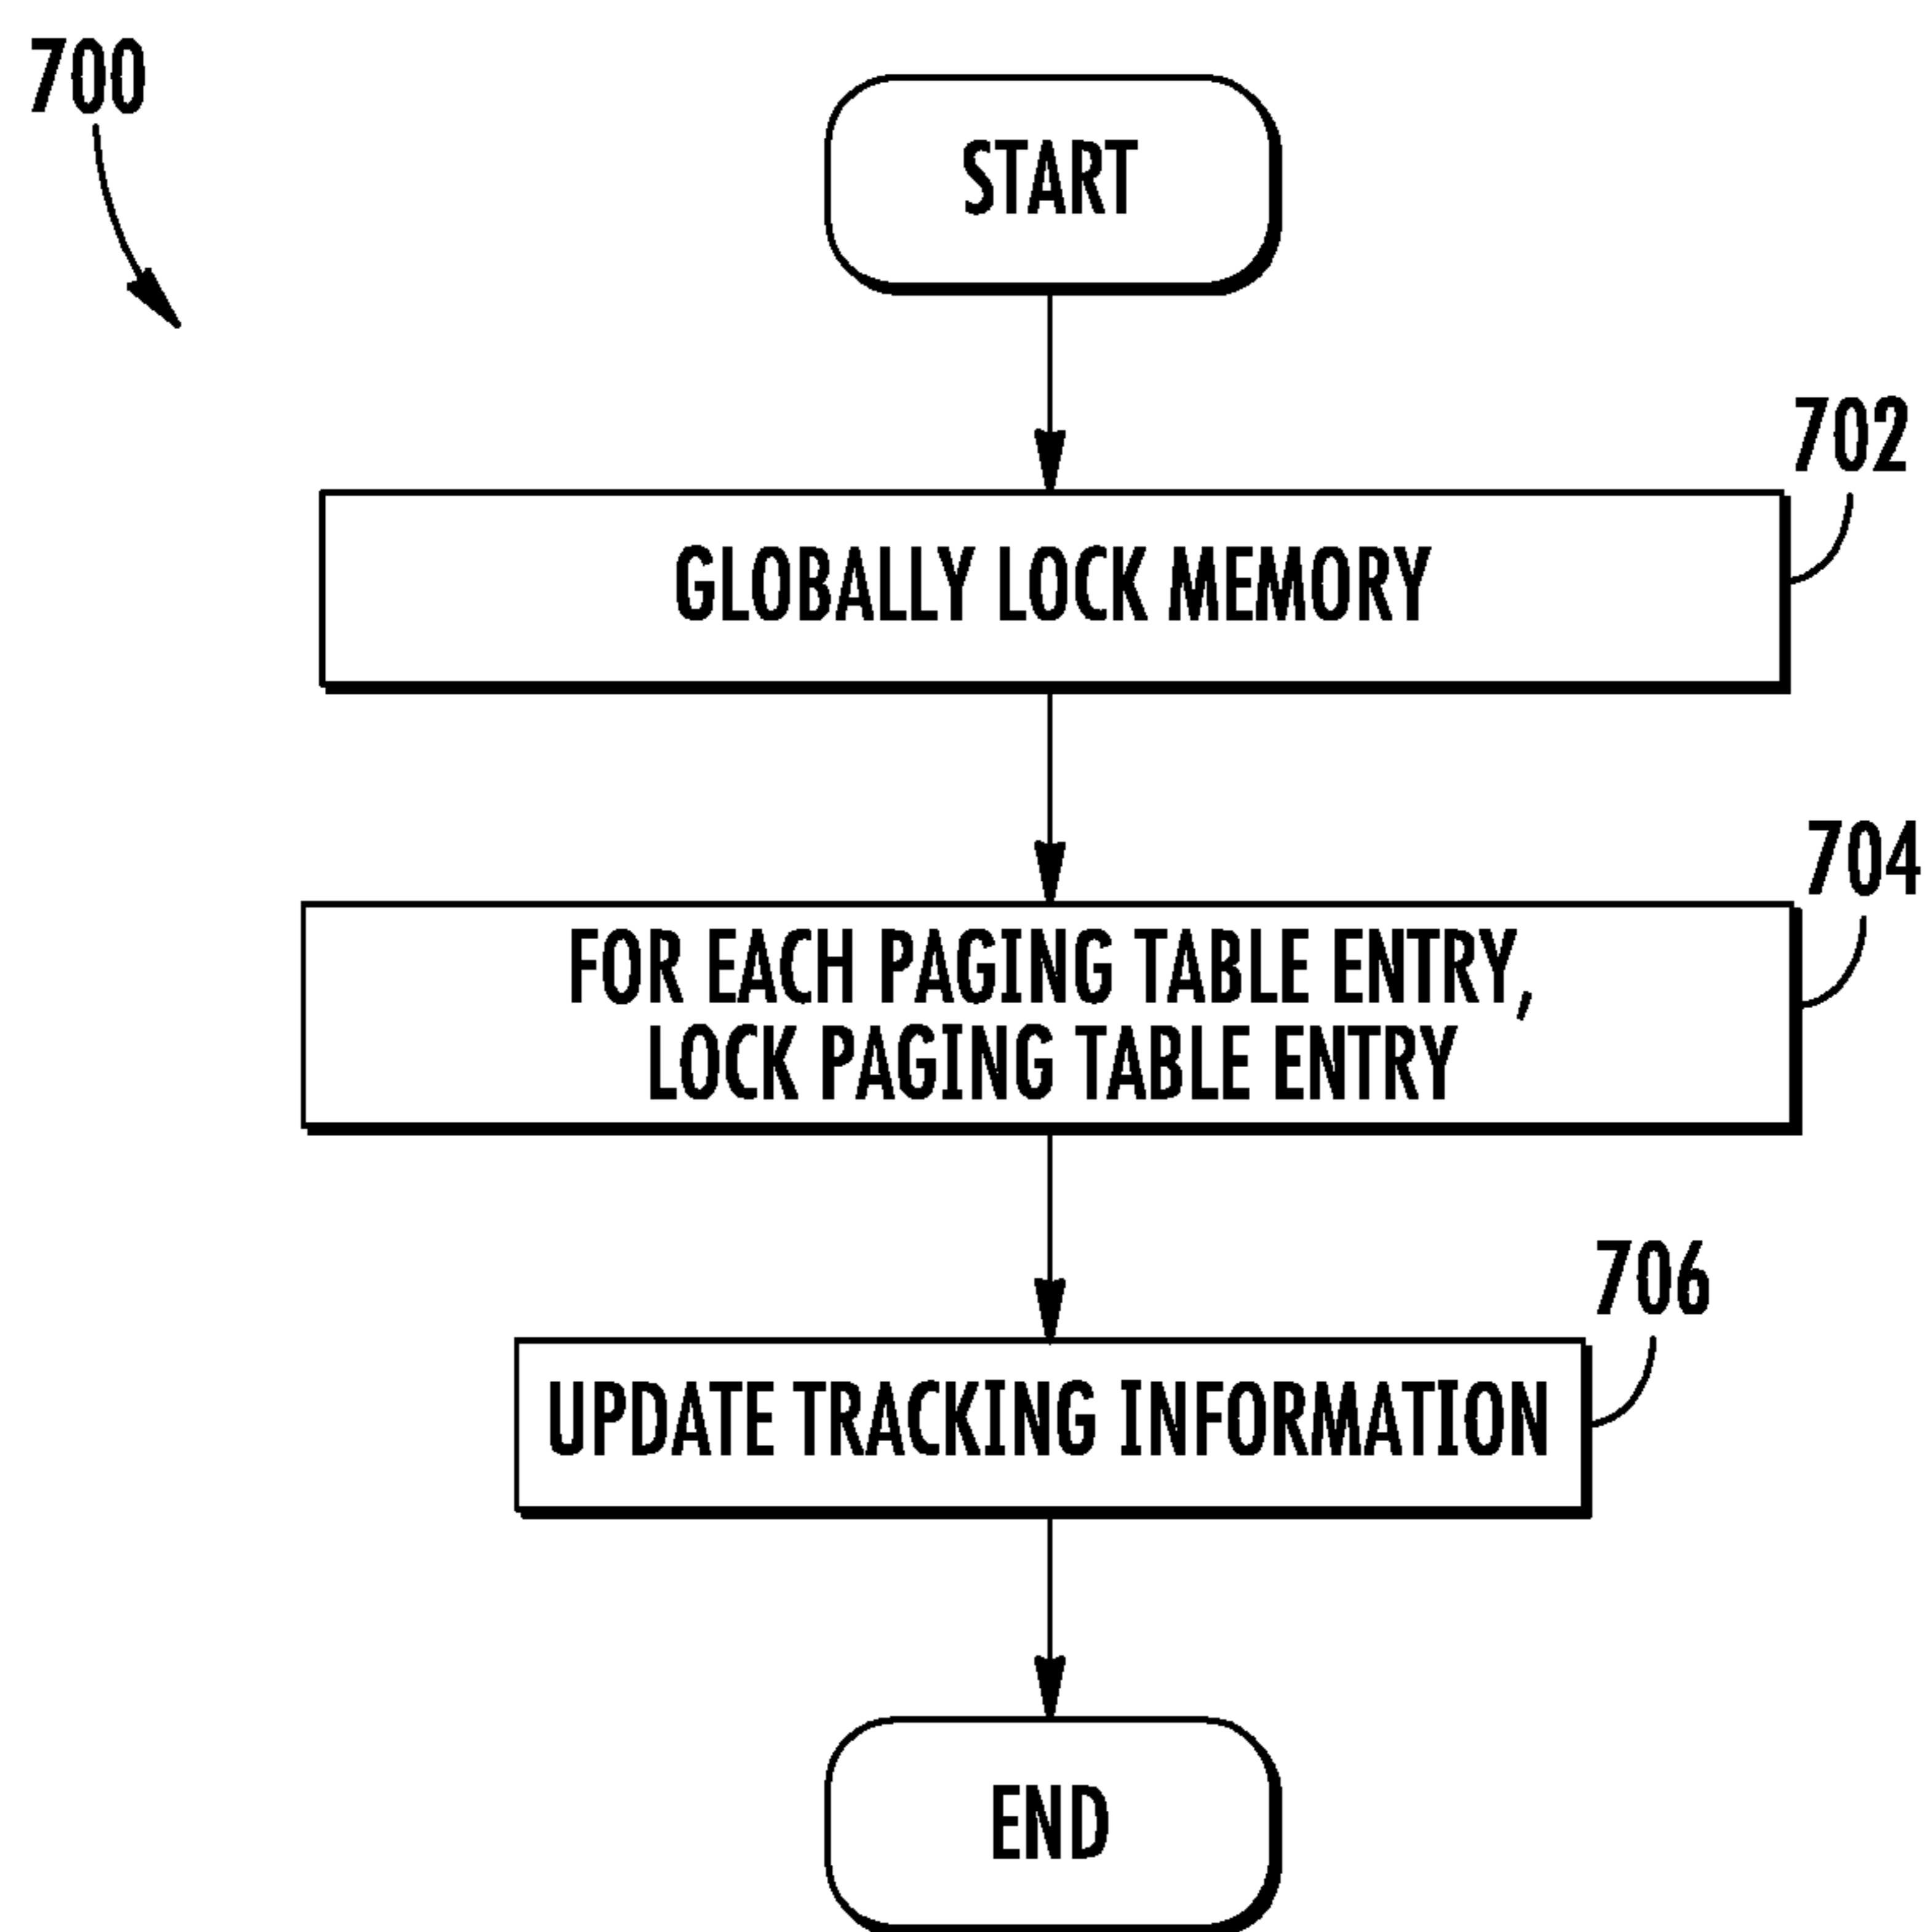 700
START
702
GLOBALLY LOCK MEMORY
704
FOR EACH PAGING TABLE ENTRY,
LOCK PAGING TABLE ENTRY
706
UPDATE TRACKING INFORMATION
END